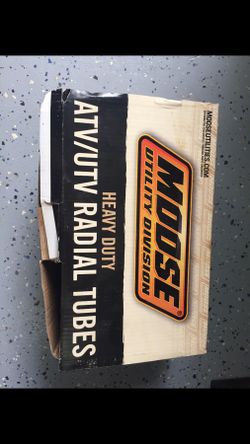 MOOSEUTILITIES.COM
MOOSE®
UTILITY DIVISION
HEAVY DUTY
ATV/UTV RADIAL TUBES